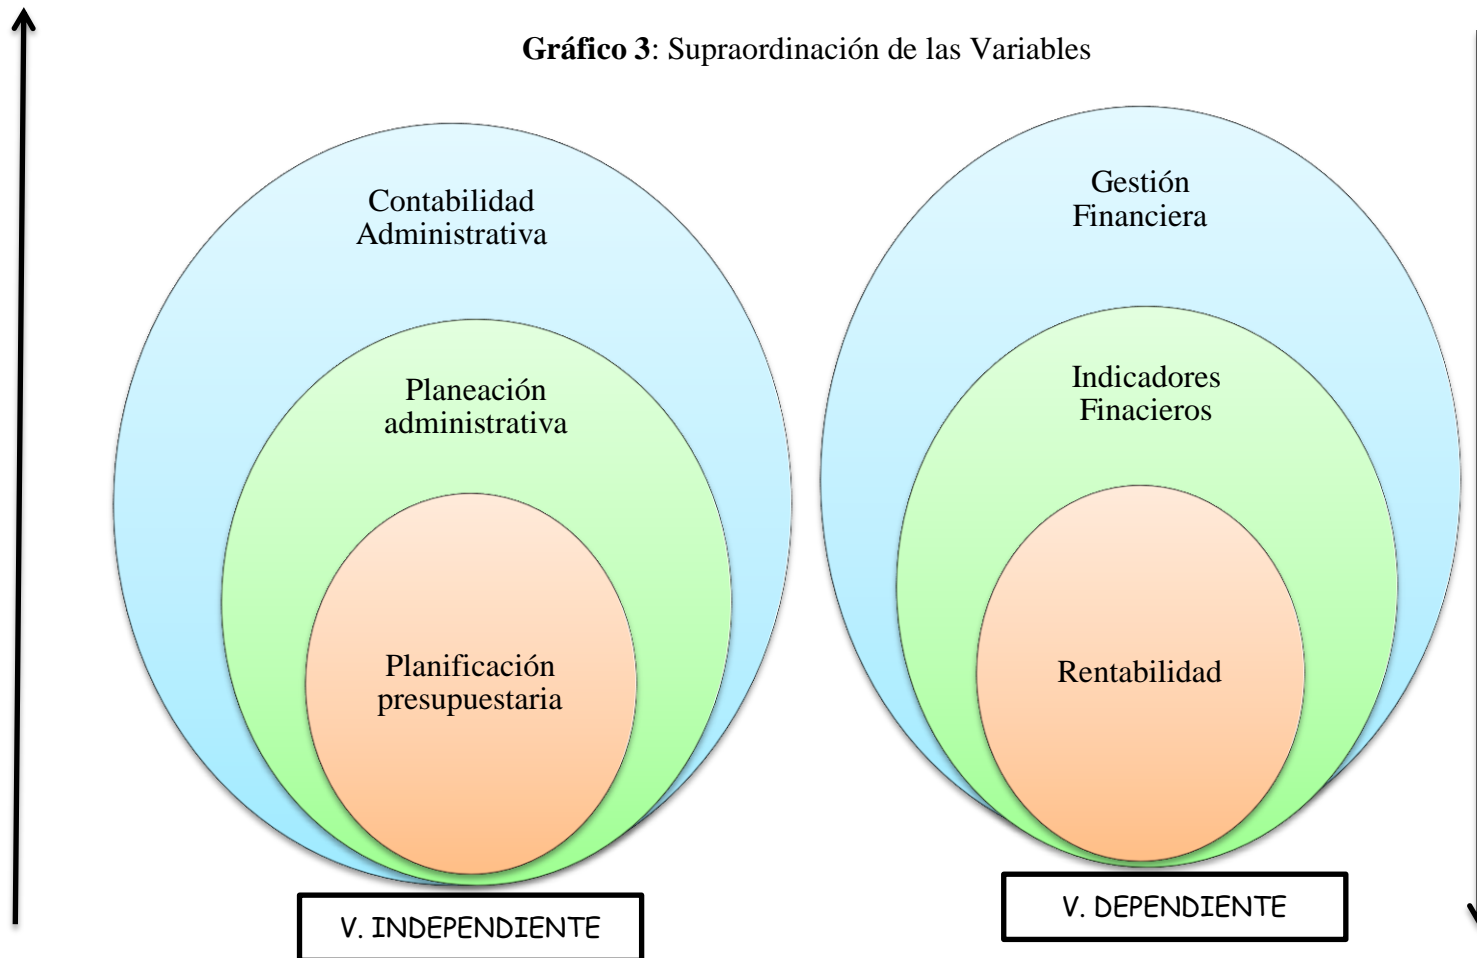 Gráfico 3: Supraordinación de las Variables
Contabilidad
Administrativa
Planeación
administrativa
Planificación
presupuestaria
V. INDEPENDIENTE
Gestión
Financiera
Indicadores
Finacieros
Rentabilidad
V. DEPENDIENTE